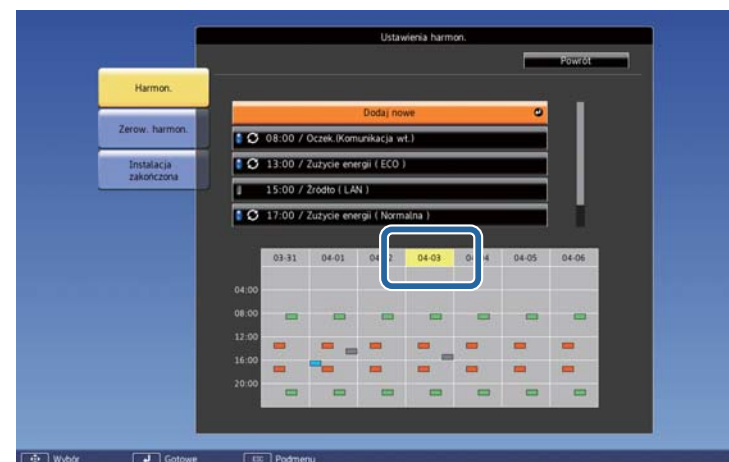 Ustawienia harmon.
Powrót
Harmon.
Zerow. harmon.
Instalacja
zakończona
Dodaj nowe
08:00 / Oczek.(Komunikacja wł.)
13:00 / Zużycie energii ( ECO )
15:00 / Źródło ( LAN )
17:00 / Zużycie energii ( Normalna )
03-31 04-01 04-03 04-05 04-06
04:00
08:00
12:00
16:00
20:00
Wybór Gotowe Esc Podmenu